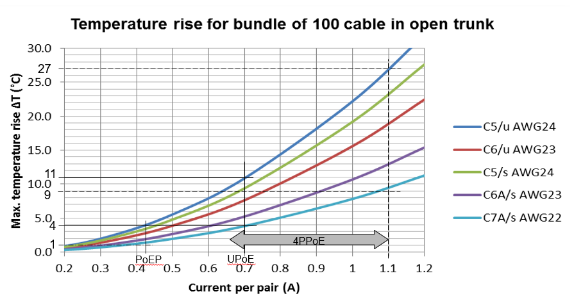 Temperature rise for bundle of 100 cable in open trunk
Max. temperature rise ΔT (°C)
30.0
27
25.0
20.0
15.0
11
10.0
9
5.0
4
1
0.0
C5/u AWG24
C6/u AWG23
C5/s AWG24
C6A/s AWG23
C7A/s AWG22
4PPoE
0.2 0.3 0.4 0.5 0.6 0.7 0.8 0.9 1 1.1 1.2
PoEP UPoE
Current per pair (A)